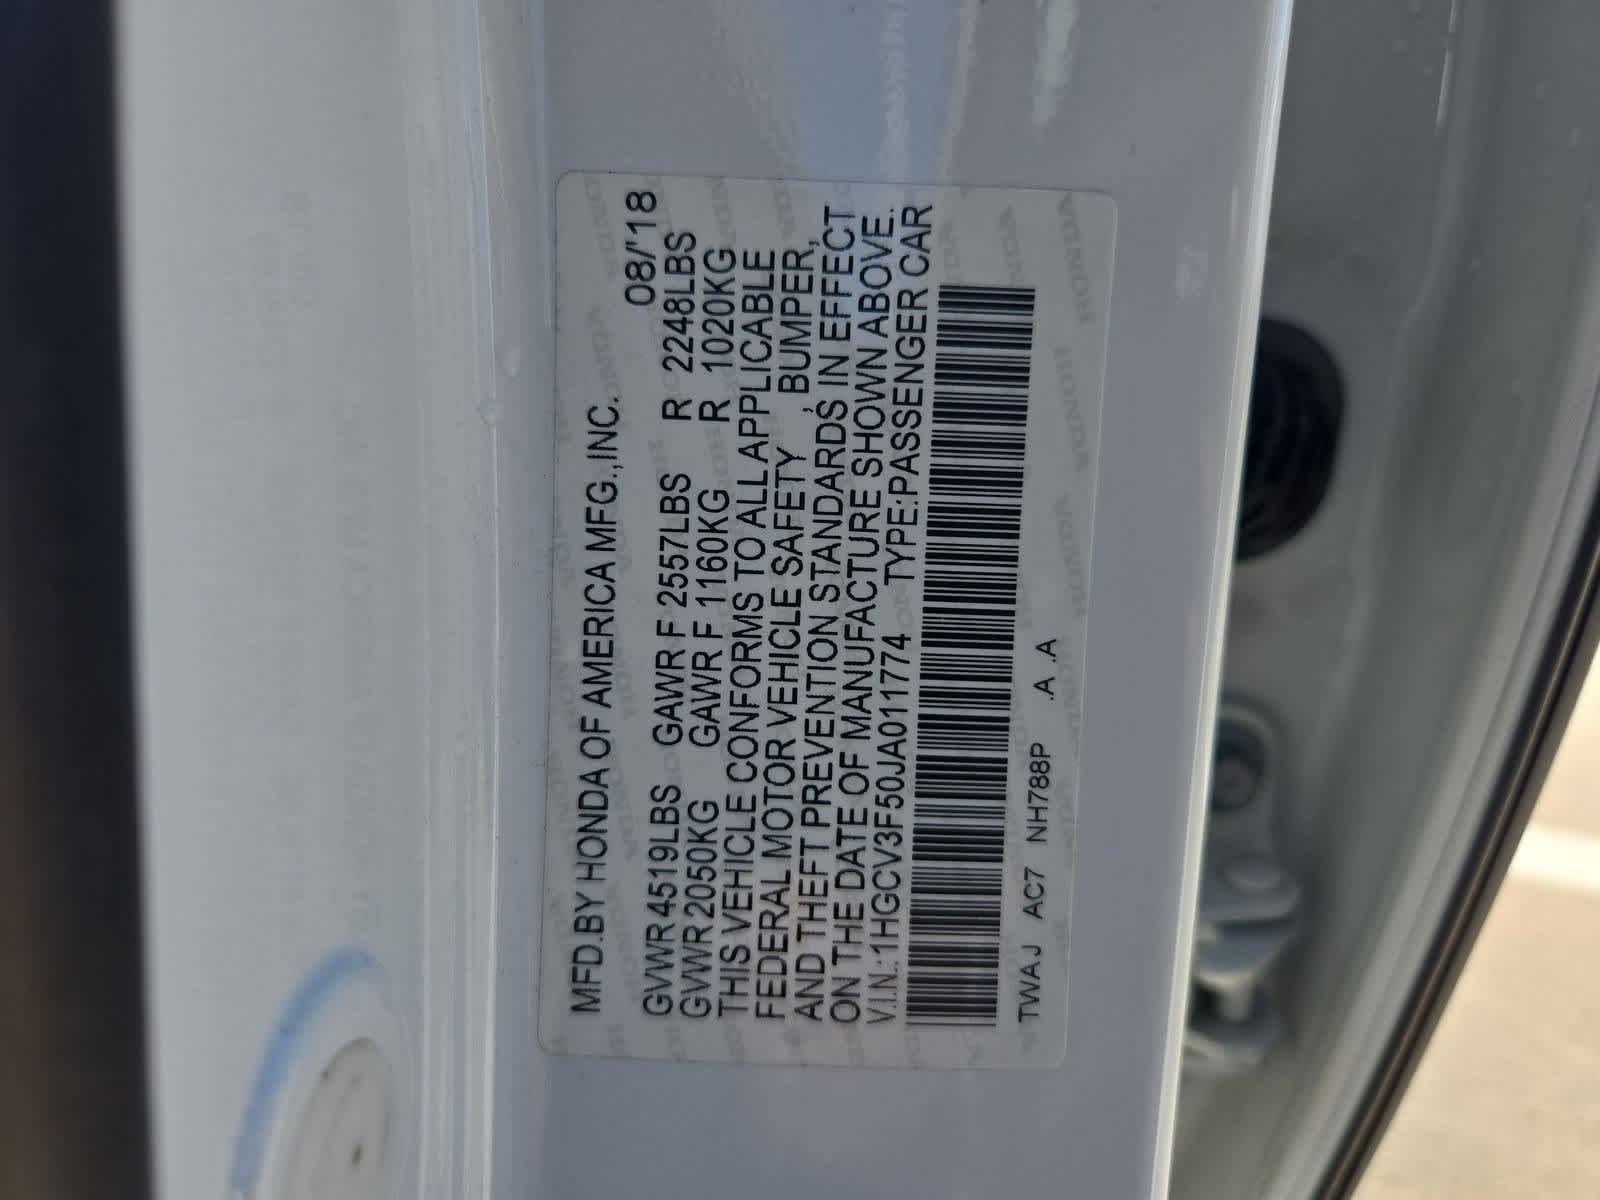 MFD.BY HONDA OF AMERICA MFG.,INC. 08/'18
GVWR 4519LBS GAWR F 2557LBS R 2248LBS
GVWR 2050KG GAWR F 1160KG R 1020KG
THIS VEHICLE CONFORMS TO ALL APPLICABLE
FEDERAL MOTOR VEHICLE SAFETY , BUMPER,
AND THEFT PREVENTION STANDARDS, IN EFFECT
ON THE DATE OF MANUFACTURE SHOWN ABOVE.
V.I.N.:1HGCV3F50JA011774 TYPE:PASSENGER CAR
TWAJ AC7 NH788P .A .A